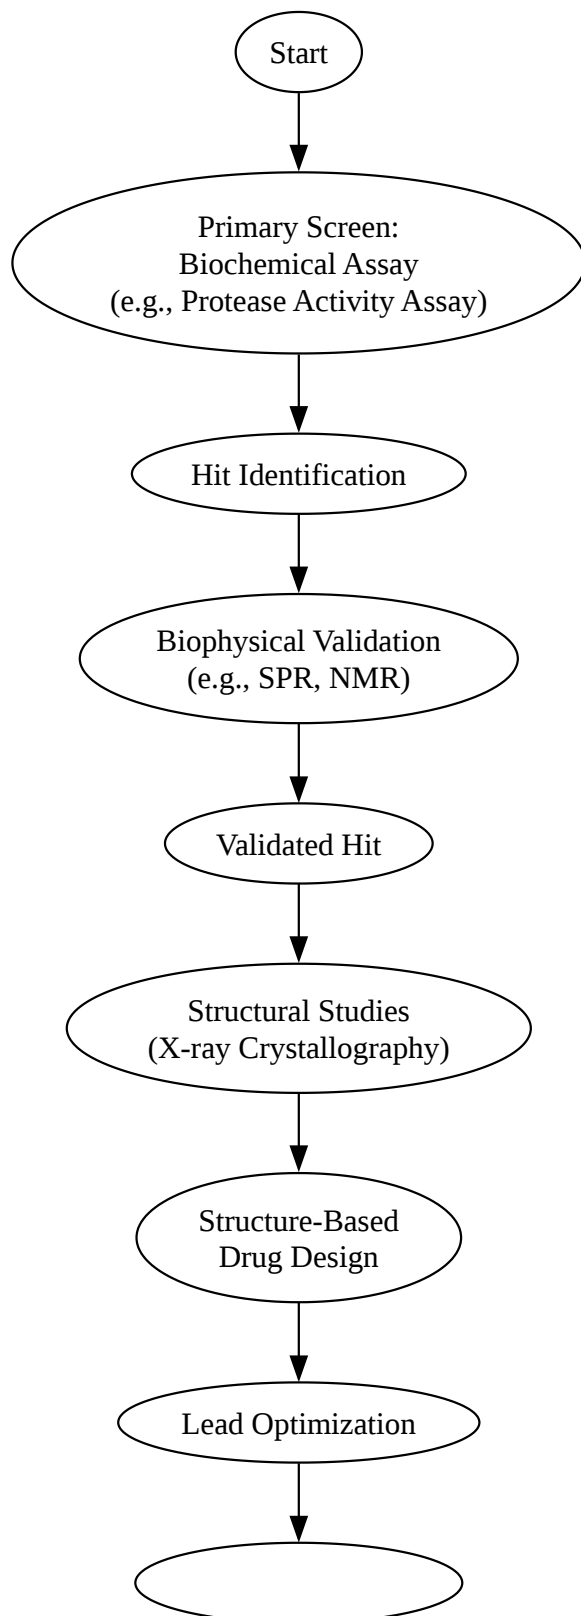 Start
Primary Screen:
Biochemical Assay
(e.g., Protease Activity Assay)
Hit Identification
Biophysical Validation
(e.g., SPR, NMR)
Validated Hit
Structural Studies
(X-ray Crystallography)
Structure-Based
Drug Design
Lead Optimization